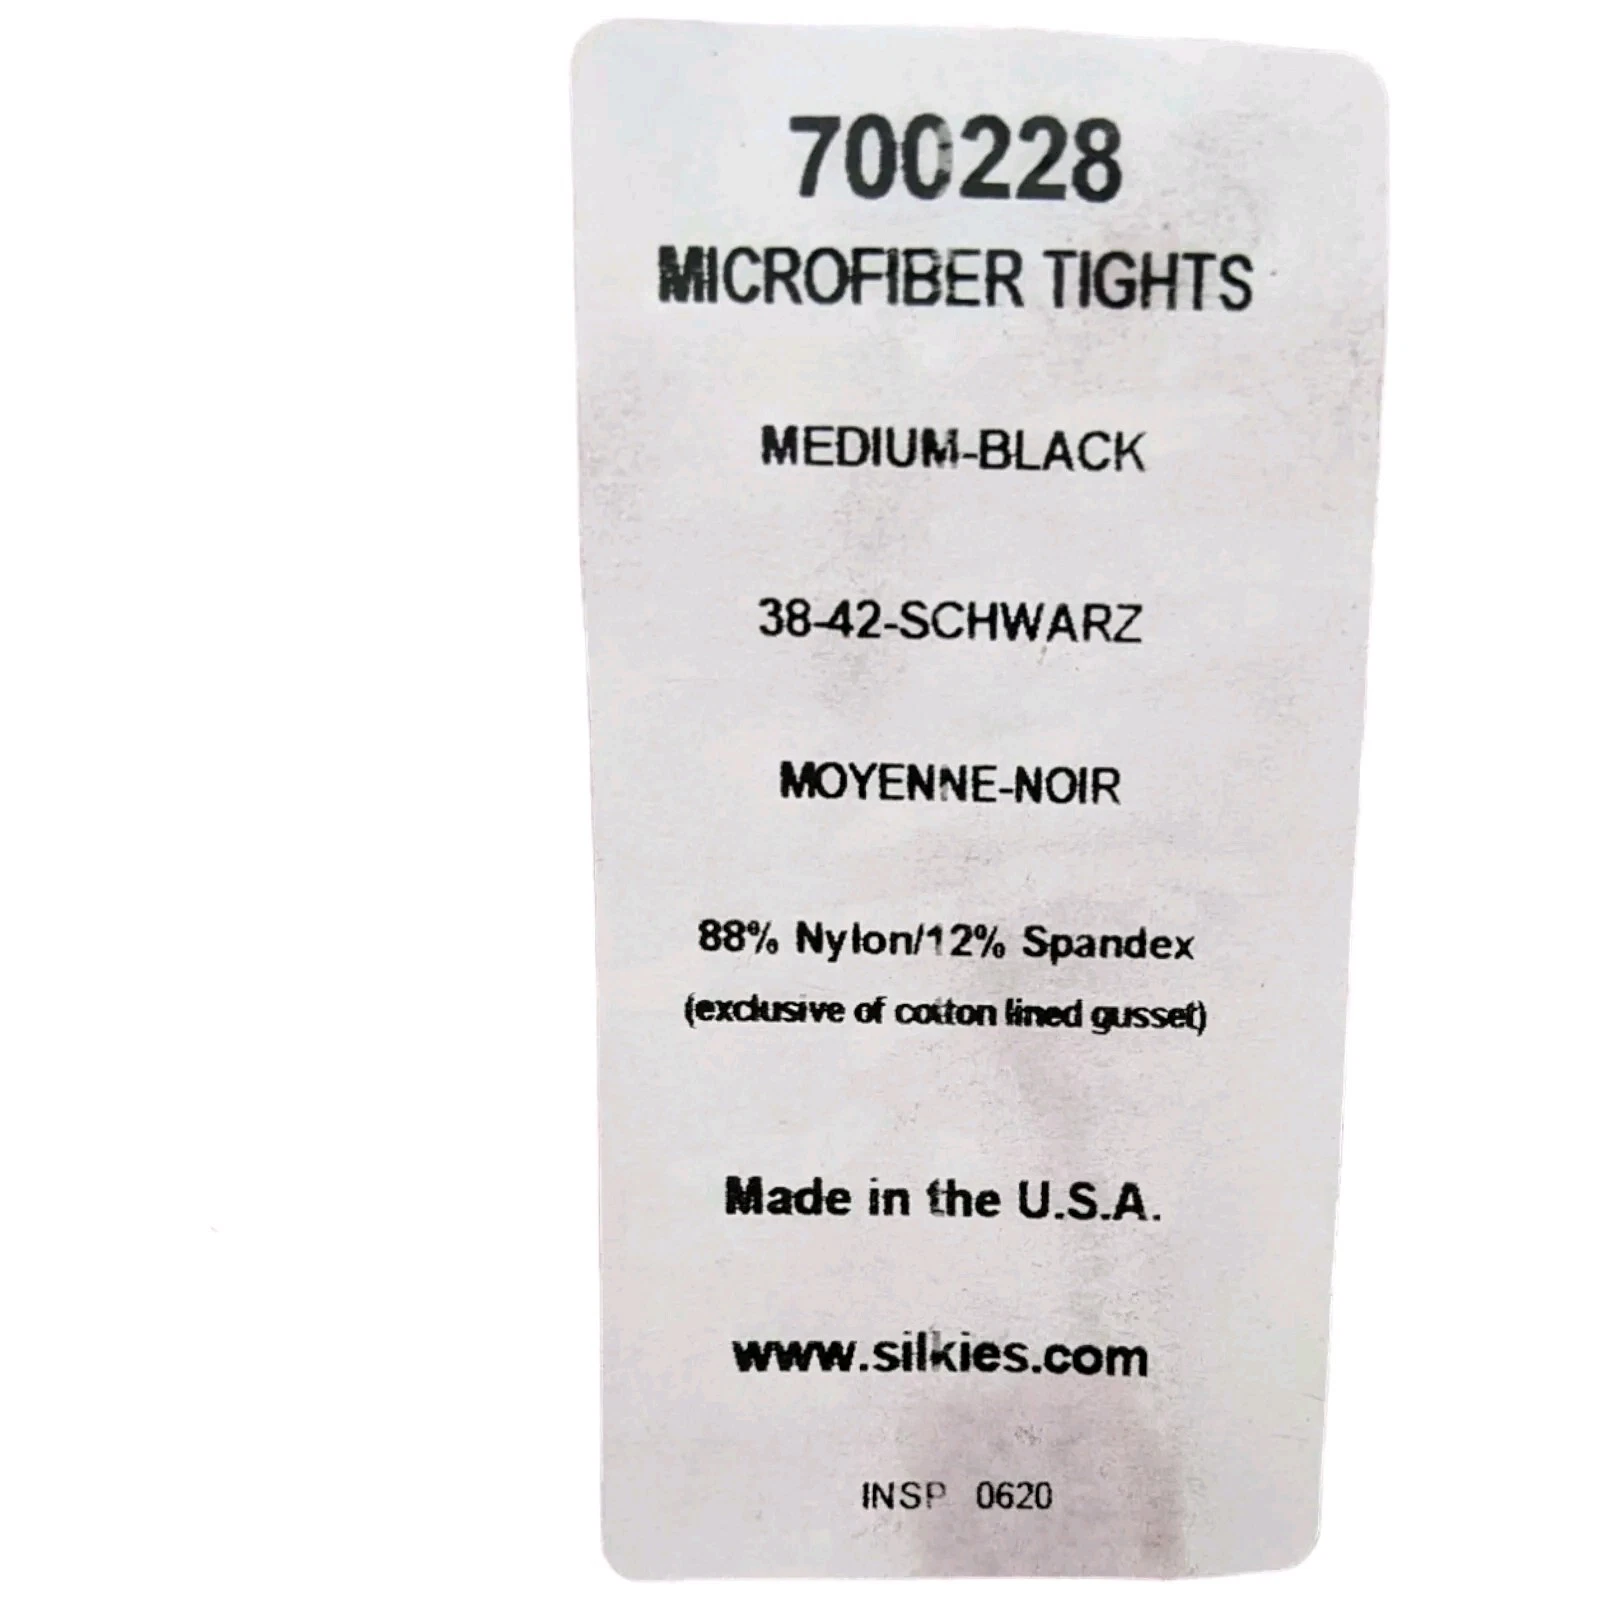 700228
MICROFIBER TIGHTS
MEDIUM-BLACK
38-42-SCHWARZ
MOYENNE-NOIR
88% Nylon/12% Spandex
(exclusive of cotton lined gusset)
Made in the U.S.A.
www.silkies.com
INSP 0620